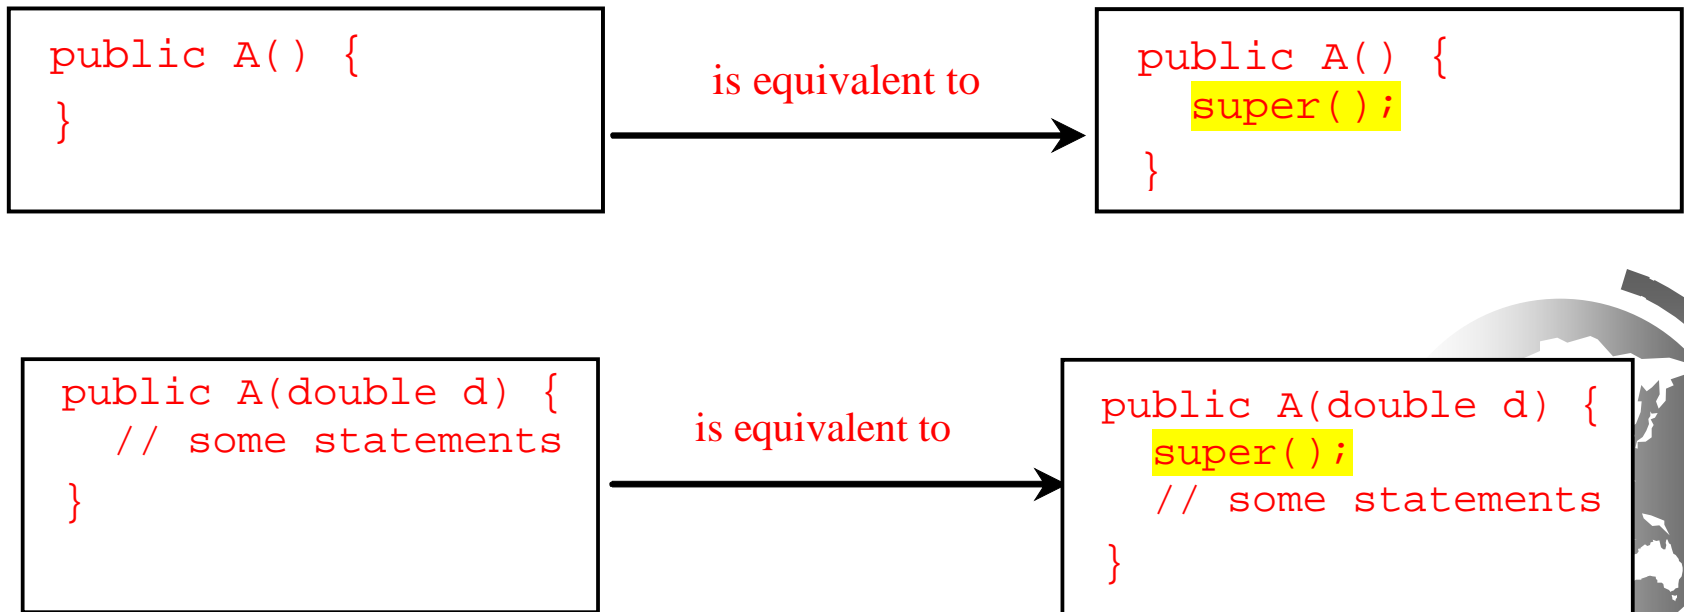 public A() {
}
is equivalent to
public A() {
super();
}
public A(double d) {
// some statements
}
is equivalent to
public A(double d) {
super();
// some statements
}